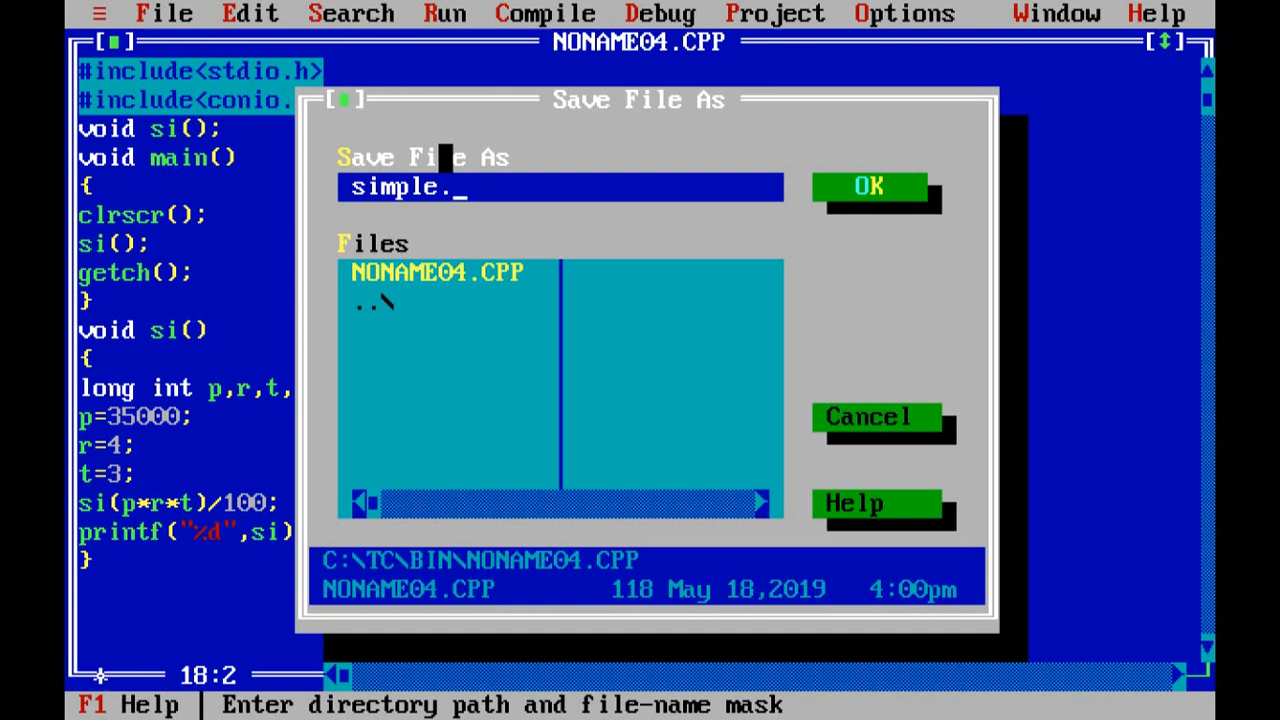 ≡ File Edit Search Run Compile Debug Project Options Window Help
NONAME04.CPP
#include<stdio.h>
#include<conio.
void si();
void main()
{
clrscr();
si();
getch();
}
void si()
{
long int p,r,t,
p=35000;
r=4;
t=3;
si(p*r*t)/100;
printf("%d",si)
}
18:2
Save File As
Save File As
simple._
OK
Files
NONAME04.CPP
..\
Cancel
Help
C:\TC\BIN\NONAME04.CPP
NONAME04.CPP 118 May 18,2019 4:00pm
F1 Help │ Enter directory path and file-name mask